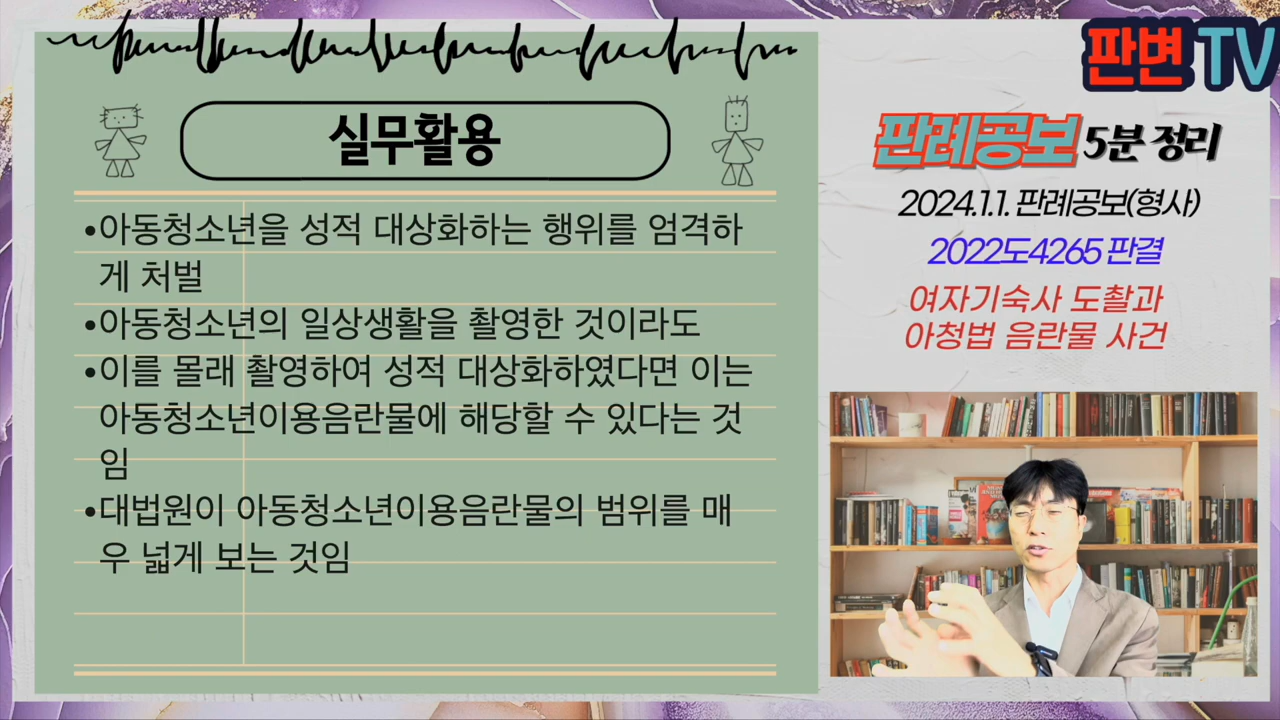 판변 TV
실무활용
•아동청소년을 성적 대상화하는 행위를 엄격하
게 처벌
•아동청소년의 일상생활을 촬영한 것이라도
•이를 몰래 촬영하여 성적 대상화하였다면 이는
아동청소년이용음란물에 해당할 수 있다는 것
임
•대법원이 아동청소년이용음란물의 범위를 매
우 넓게 보는 것임
판례공보 5분 정리
2024.1.1. 판례공보(형사)
2022도4265 판결
여자기숙사 도촬과
아청법 음란물 사건